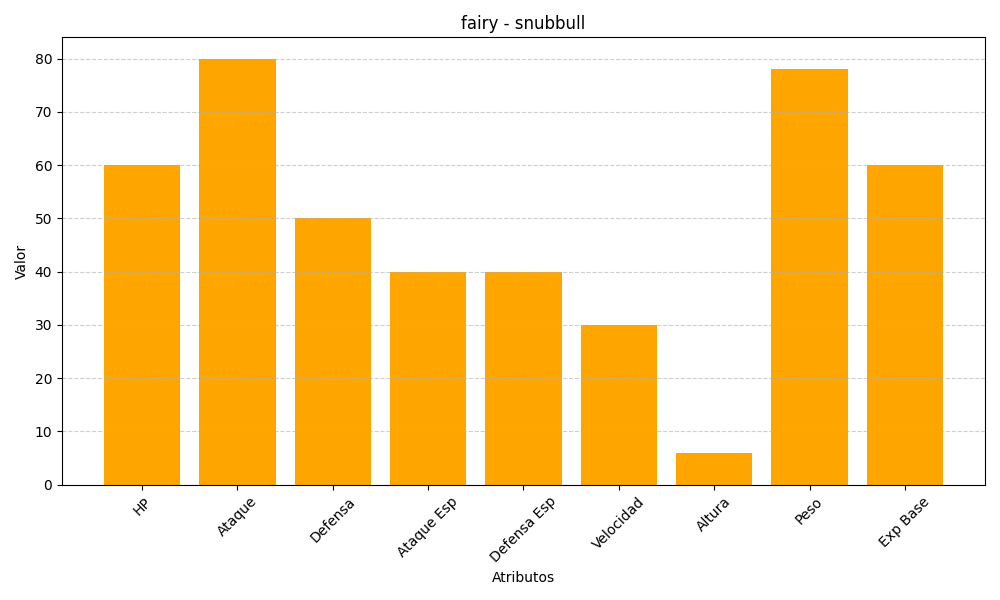 fairy - snubbull
Valor
80
70
60
50
40
30
20
10
0
HP
Ataque
Defensa
Ataque Esp
Defensa Esp
Velocidad
Altura
Peso
Exp Base
Atributos